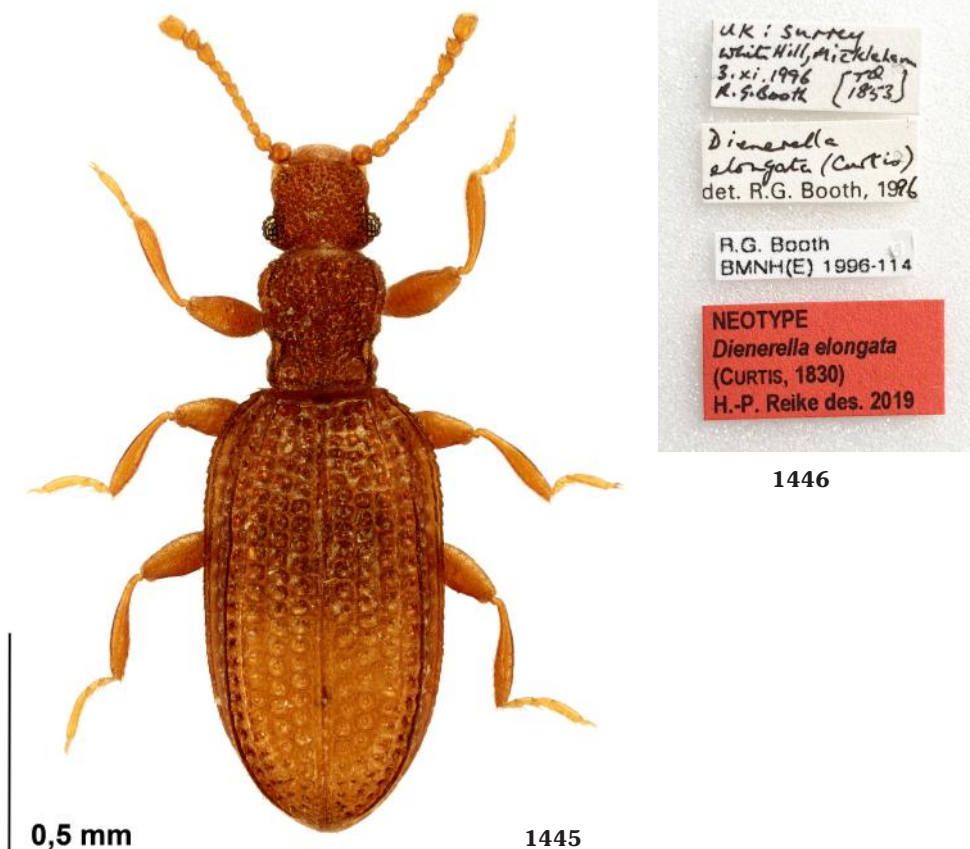 UK : Surrey
White Hill, Mickleham
3.xi.1996 [TQ
R.G. Booth 1853]
Dienerella
elongata (Curtis)
det. R.G. Booth, 1996
R.G. Booth
BMNH(E) 1996-114
NEOTYPE
Dienerella elongata
(CURTIS, 1830)
H.-P. Reike des. 2019
1446
0,5 mm
1445